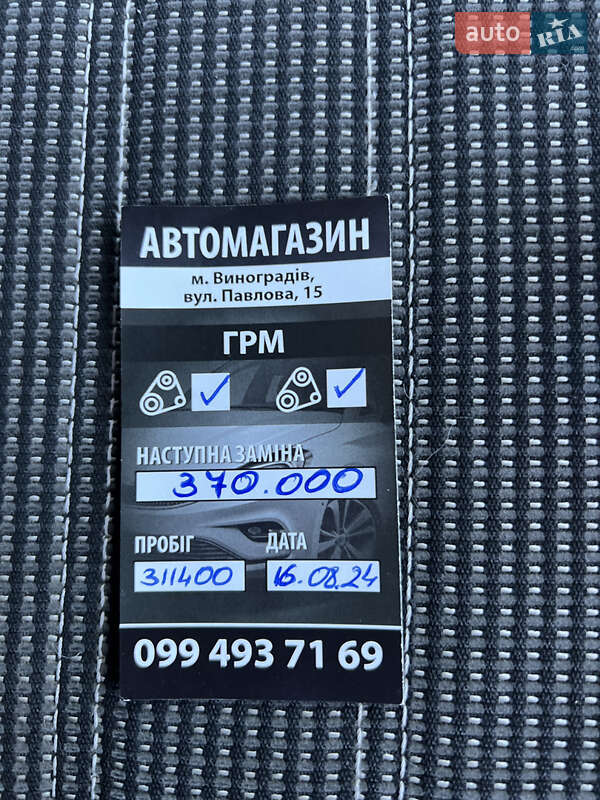 auto RIA .com
АВТОМАГАЗИН
м. Виноградів,
вул. Павлова, 15
ГРМ
НАСТУПНА ЗАМІНА
370.000
ПРОБІГ ДАТА
311400 16.08.24
099 493 71 69